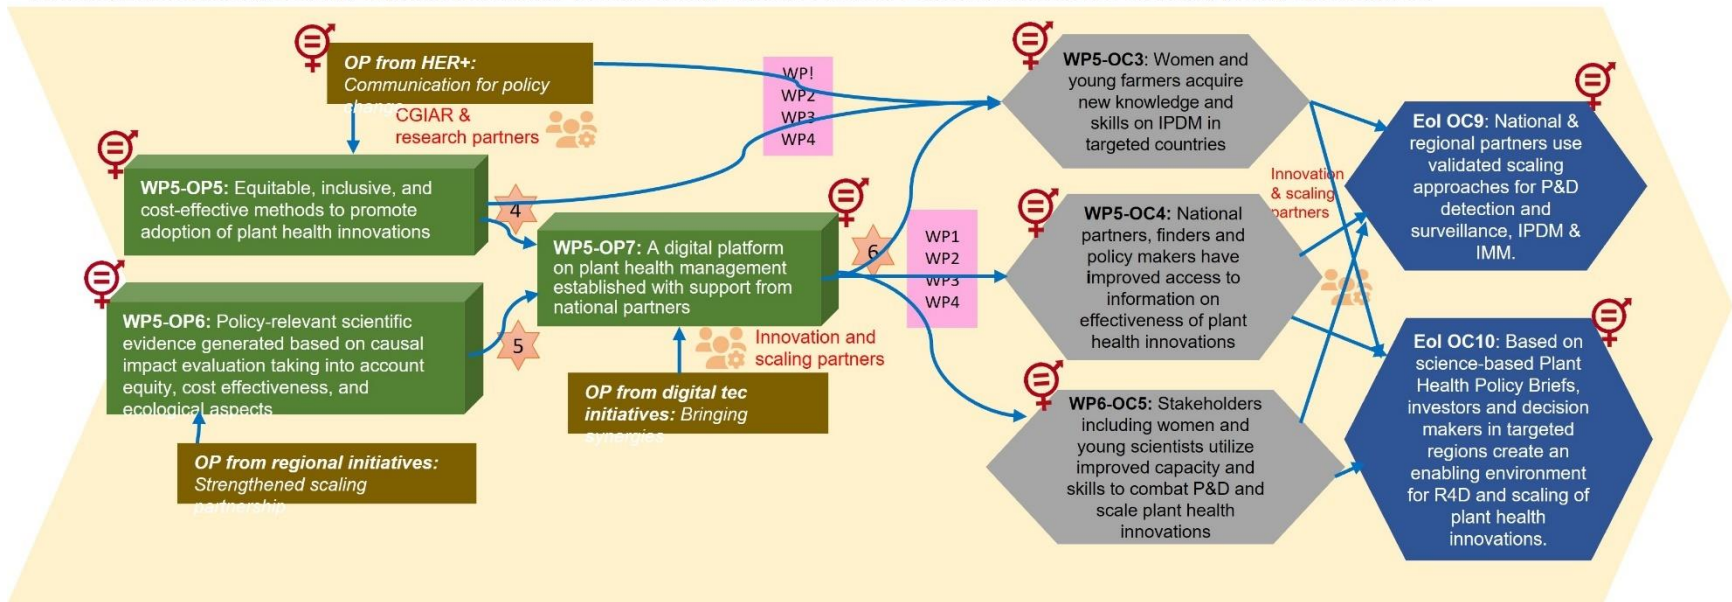 OP from HER+:
Communication for policy
change
CGIAR &
research partners
WP!
WP2
WP3
WP4
WP5-OP5: Equitable, inclusive, and
cost-effective methods to promote
adoption of plant health innovations
4
WP5-OP6: Policy-relevant scientific
evidence generated based on causal
impact evaluation taking into account
equity, cost effectiveness, and
ecological aspects
5
OP from regional initiatives:
Strengthened scaling
partnership
WP5-OP7: A digital platform
on plant health management
established with support from
national partners
6
Innovation and
scaling partners
OP from digital tec
initiatives: Bringing
synergies
WP1
WP2
WP3
WP4
WP5-OC3: Women and
young farmers acquire
new knowledge and
skills on IPDM in
targeted countries
WP5-OC4: National
partners, finders and
policy makers have
improved access to
information on
effectiveness of plant
health innovations
WP6-OC5: Stakeholders
including women and
young scientists utilize
improved capacity and
skills to combat P&D and
scale plant health
innovations
Innovation
& scaling
partners
EoI OC9: National &
regional partners use
validated scaling
approaches for P&D
detection and
surveillance, IPDM &
IMM.
EoI OC10: Based on
science-based Plant
Health Policy Briefs,
investors and decision
makers in targeted
regions create an
enabling environment
for R4D and scaling of
plant health
innovations.